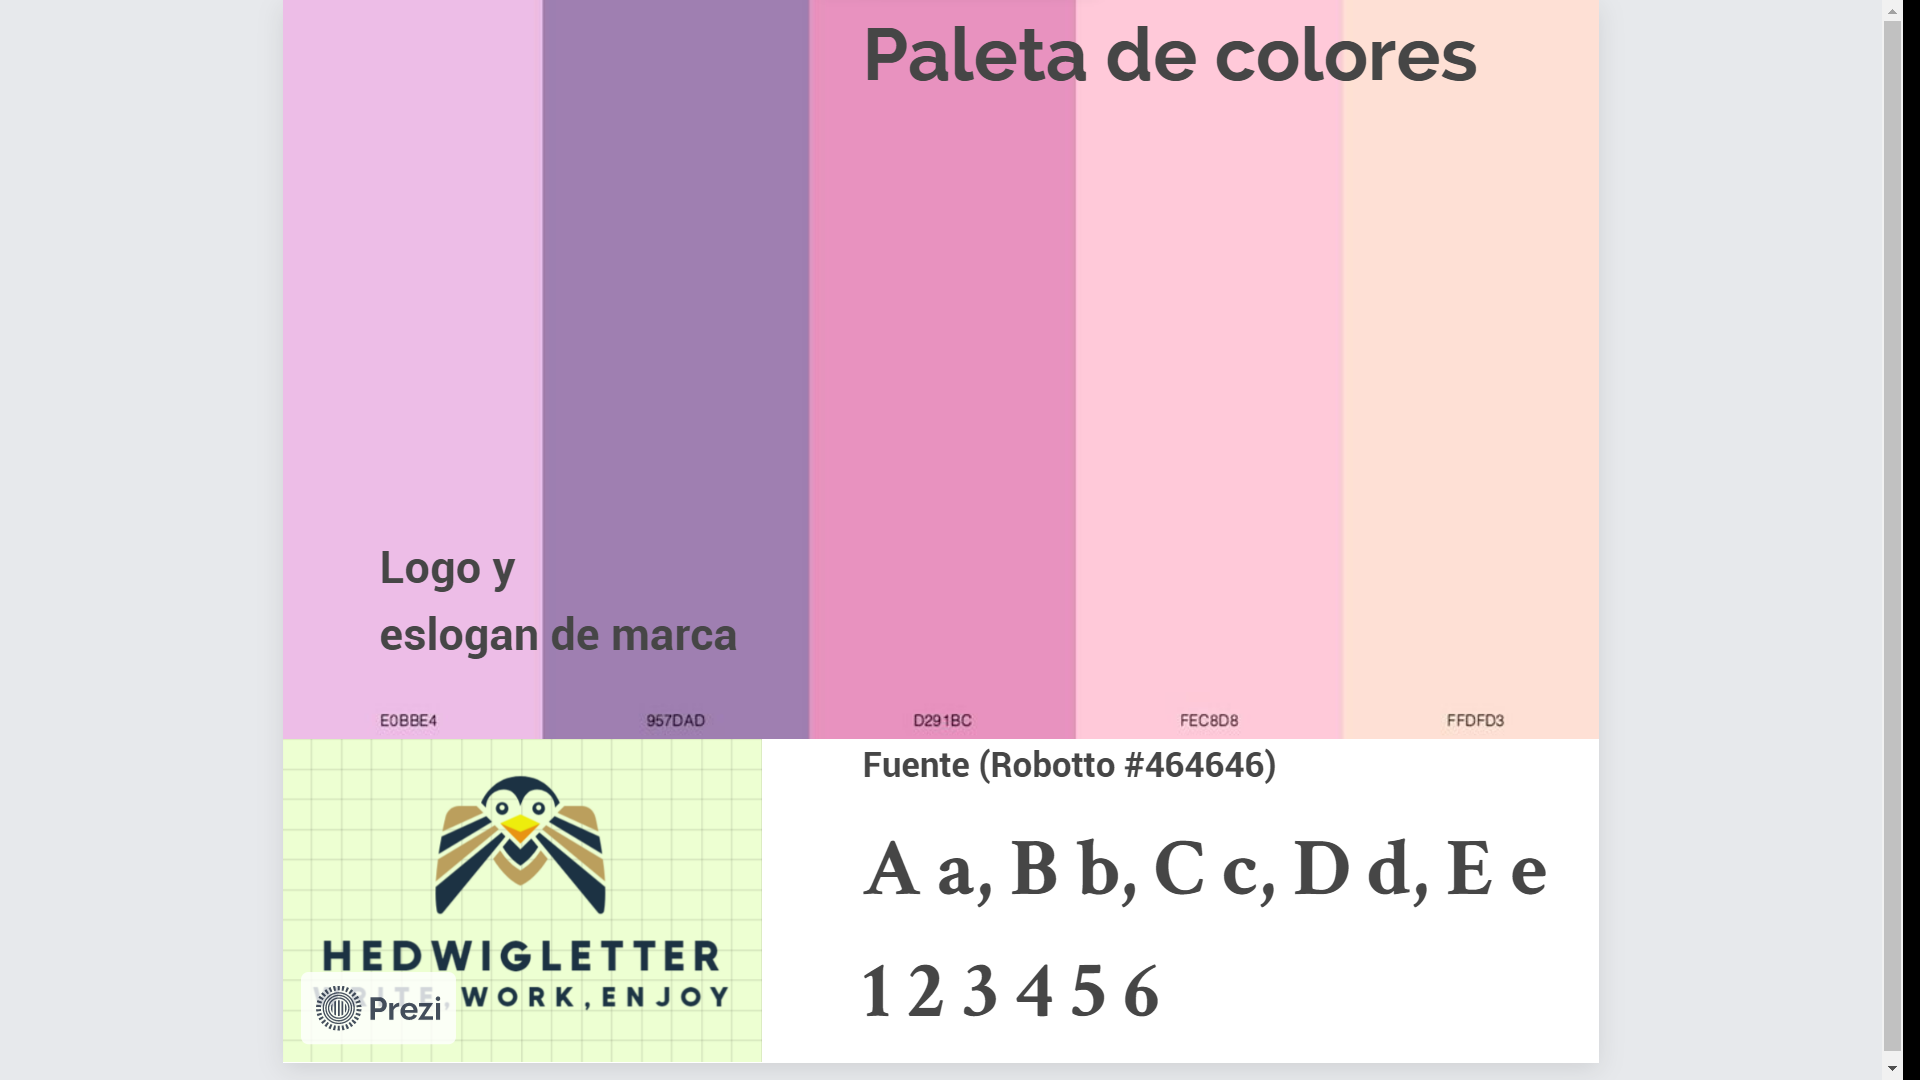 Paleta de colores
Logo y
eslogan de marca
E0BBE4
957DAD
D291BC
FEC8D8
FFDFD3
HEDWIGLETTER
WRITE, WORK, ENJOY
Prezi
Fuente (Robotto #464646)
A a, B b, C c, D d, E e
1 2 3 4 5 6